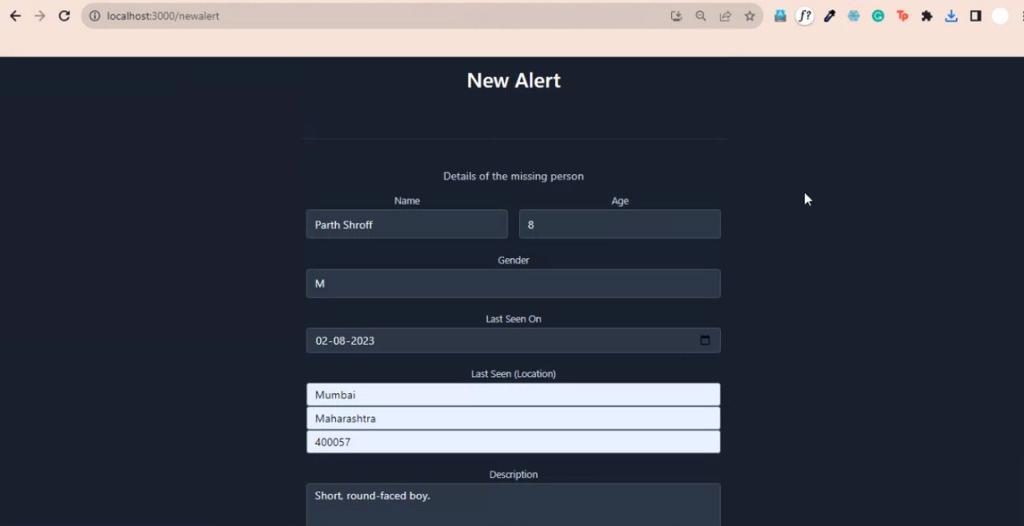 localhost:3000/newalert
New Alert
Details of the missing person
Name
Age
Parth Shroff
8
Gender
M
Last Seen On
02-08-2023
Last Seen (Location)
Mumbai
Maharashtra
400057
Description
Short, round-faced boy.